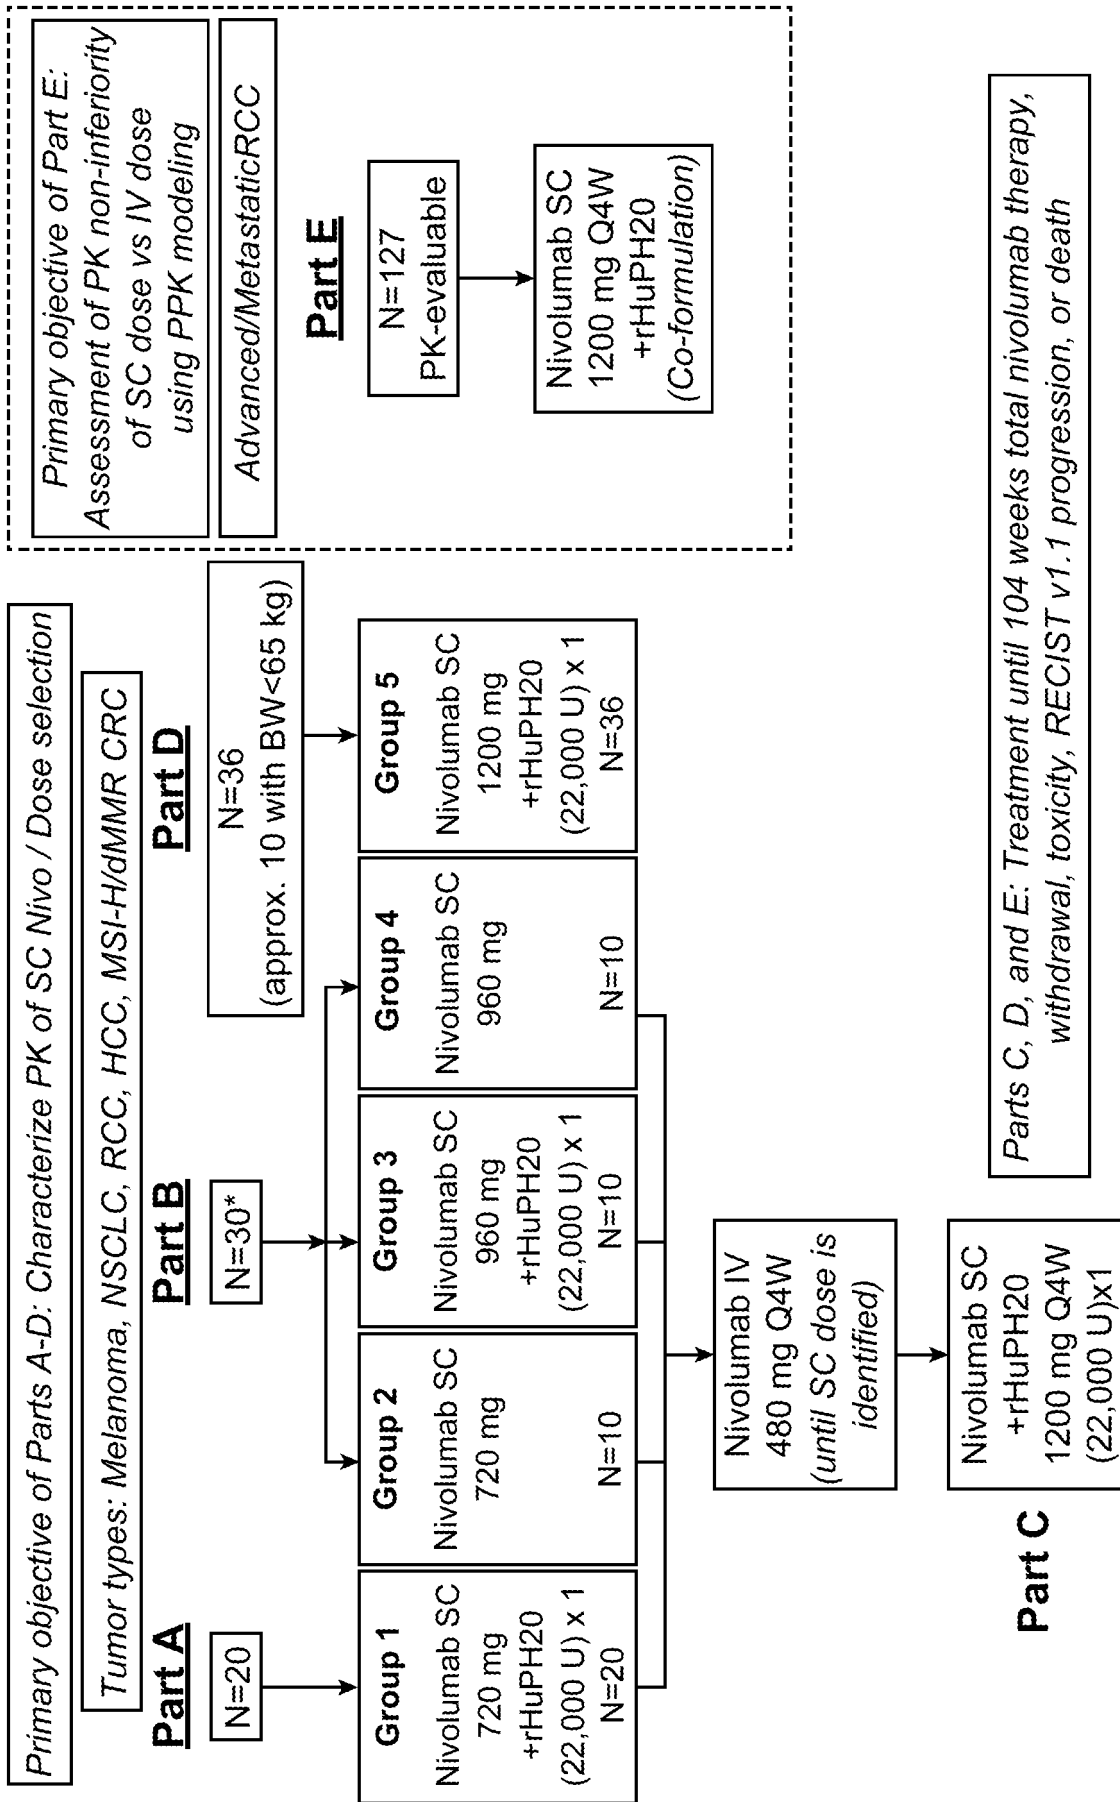 Primary objective of Parts A-D: Characterize PK of SC Nivo / Dose selection
Tumor types: Melanoma, NSCLC, RCC, HCC, MSI-H/dMMR CRC
Part A
N=20
Group 1
Nivolumab SC
720 mg
+rHuPH20
(22,000 U) x 1
N=20
Part B
N=30*
Group 2
Nivolumab SC
720 mg
N=10
Group 3
Nivolumab SC
960 mg
+rHuPH20
(22,000 U) x 1
N=10
Group 4
Nivolumab SC
960 mg
N=10
Part D
N=36
(approx. 10 with BW<65 kg)
Group 5
Nivolumab SC
1200 mg
+rHuPH20
(22,000 U) x 1
N=36
Nivolumab IV
480 mg Q4W
(until SC dose is
identified)
Part C
Nivolumab SC
+rHuPH20
1200 mg Q4W
(22,000 U)x1
Primary objective of Part E:
Assessment of PK non-inferiority
of SC dose vs IV dose
using PPK modeling
Advanced/MetastaticRCC
Part E
N=127
PK-evaluable
Nivolumab SC
1200 mg Q4W
+rHuPH20
(Co-formulation)
Parts C, D, and E: Treatment until 104 weeks total nivolumab therapy,
withdrawal, toxicity, RECIST v1.1 progression, or death